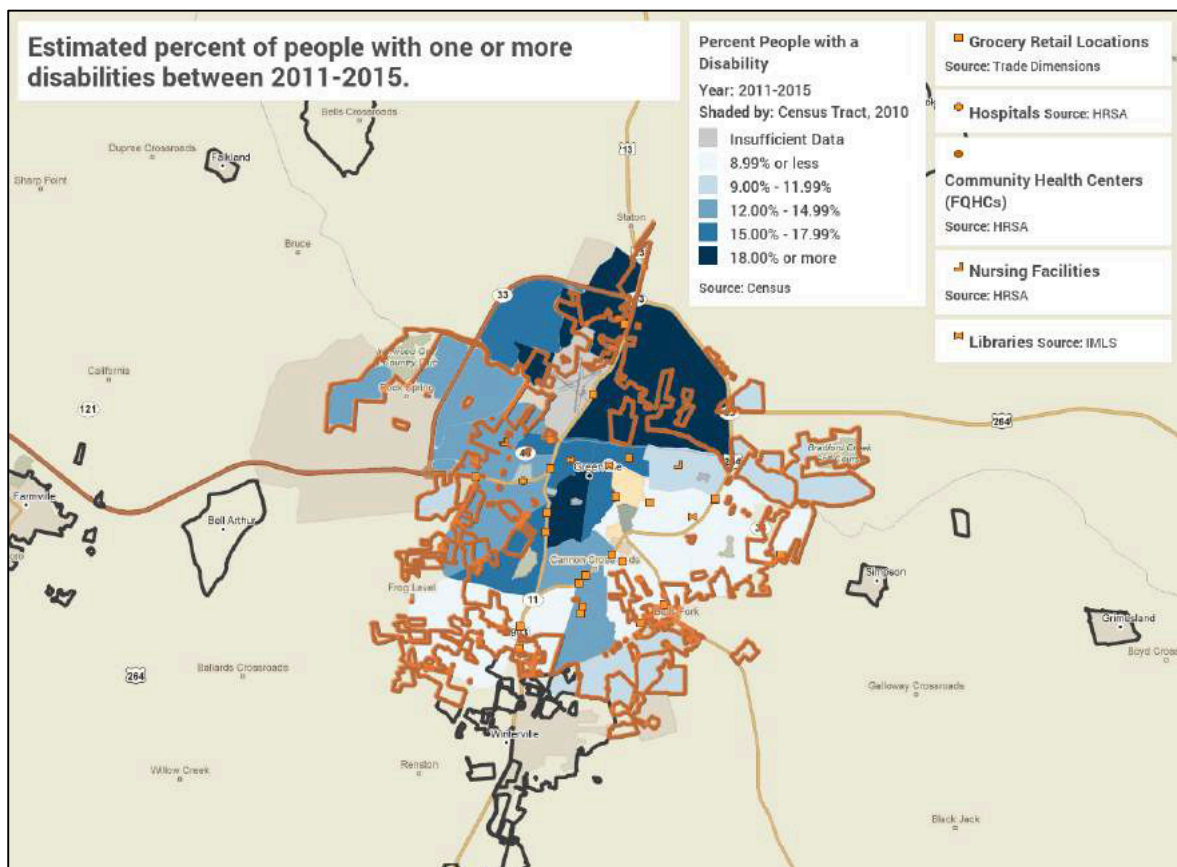 Estimated percent of people with one or more
disabilities between 2011-2015.
Percent People with a
Disability
Year: 2011-2015
Shaded by: Census Tract, 2010
Insufficient Data
8.99% or less
9.00% - 11.99%
12.00% - 14.99%
15.00% - 17.99%
18.00% or more
Source: Census
Grocery Retail Locations
Source: Trade Dimensions
Hospitals Source: HRSA
Community Health Centers
(FQHCs)
Source: HRSA
Nursing Facilities
Source: HRSA
Libraries Source: IMLS
Bells Crossroads
Dupree Crossroads
Falkland
Sharp Point
13
Staton
Bruce
33
California
121
Rock Spring
264
Bradford Creek
Greenville
Farmville
Bell Arthur
Simpson
Frog Level
11
Grimesland
Ballards Crossroads
264
Galloway Crossroads
Winterville
Renston
Willow Creek
Black Jack